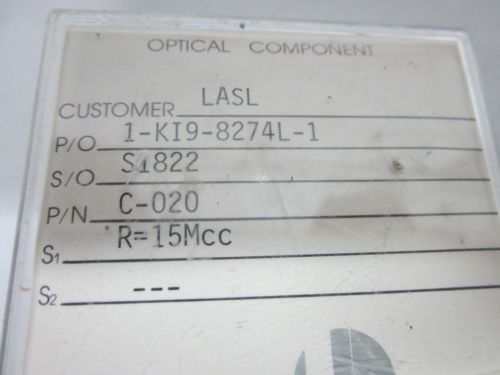 OPTICAL COMPONENT
CUSTOMER LASL
P/O 1-KI9-8274L-1
S/O S1822
P/N C-020
S1 R=15Mcc
S2 ---